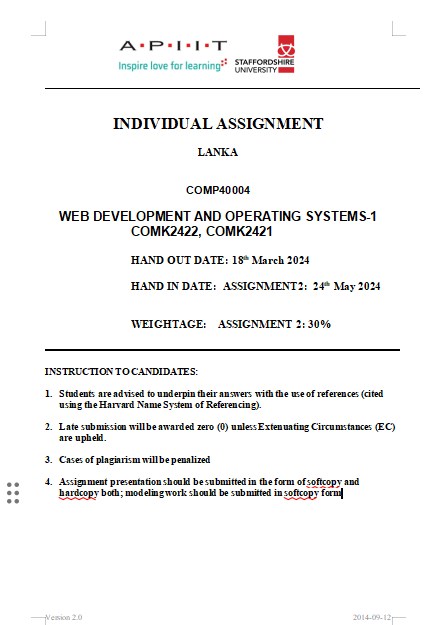 A·P·I·I·T
Inspire love for learning
STAFFORDSHIRE
UNIVERSITY
INDIVIDUAL ASSIGNMENT
LANKA
COMP40004
WEB DEVELOPMENT AND OPERATING SYSTEMS-1
COMK2422, COMK2421
HAND OUT DATE: 18th March 2024
HAND IN DATE: ASSIGNMENT2: 24th May 2024
WEIGHTAGE: ASSIGNMENT 2: 30%
INSTRUCTION TO CANDIDATES:
1. Students are advised to underpin their answers with the use of references (cited
using the Harvard Name System of Referencing).
2. Late submission will be awarded zero (0) unless Extenuating Circumstances (EC)
are upheld.
3. Cases of plagiarism will be penalized
4. Assignment presentation should be submitted in the form of softcopy and
hardcopy both; modeling work should be submitted in softcopy form
Version 2.0 2014-09-12